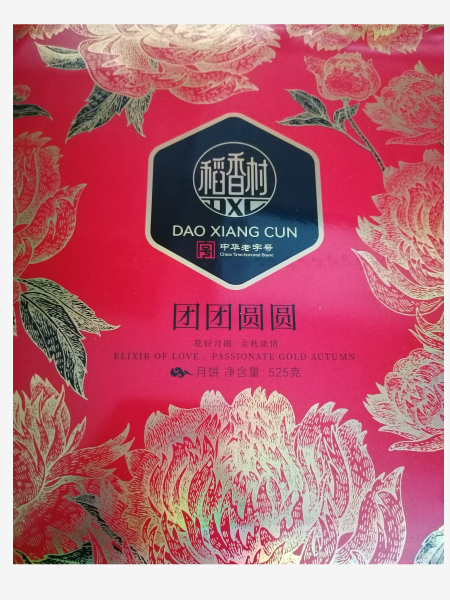 稻香村
DXC
DAO XIANG CUN
中华老字号
China Time-honored Brand
团团圆圆
花好月圆 金秋浓情
ELIXIR OF LOVE , PASSIONATE GOLD AUTUMN
月饼 净含量: 525克